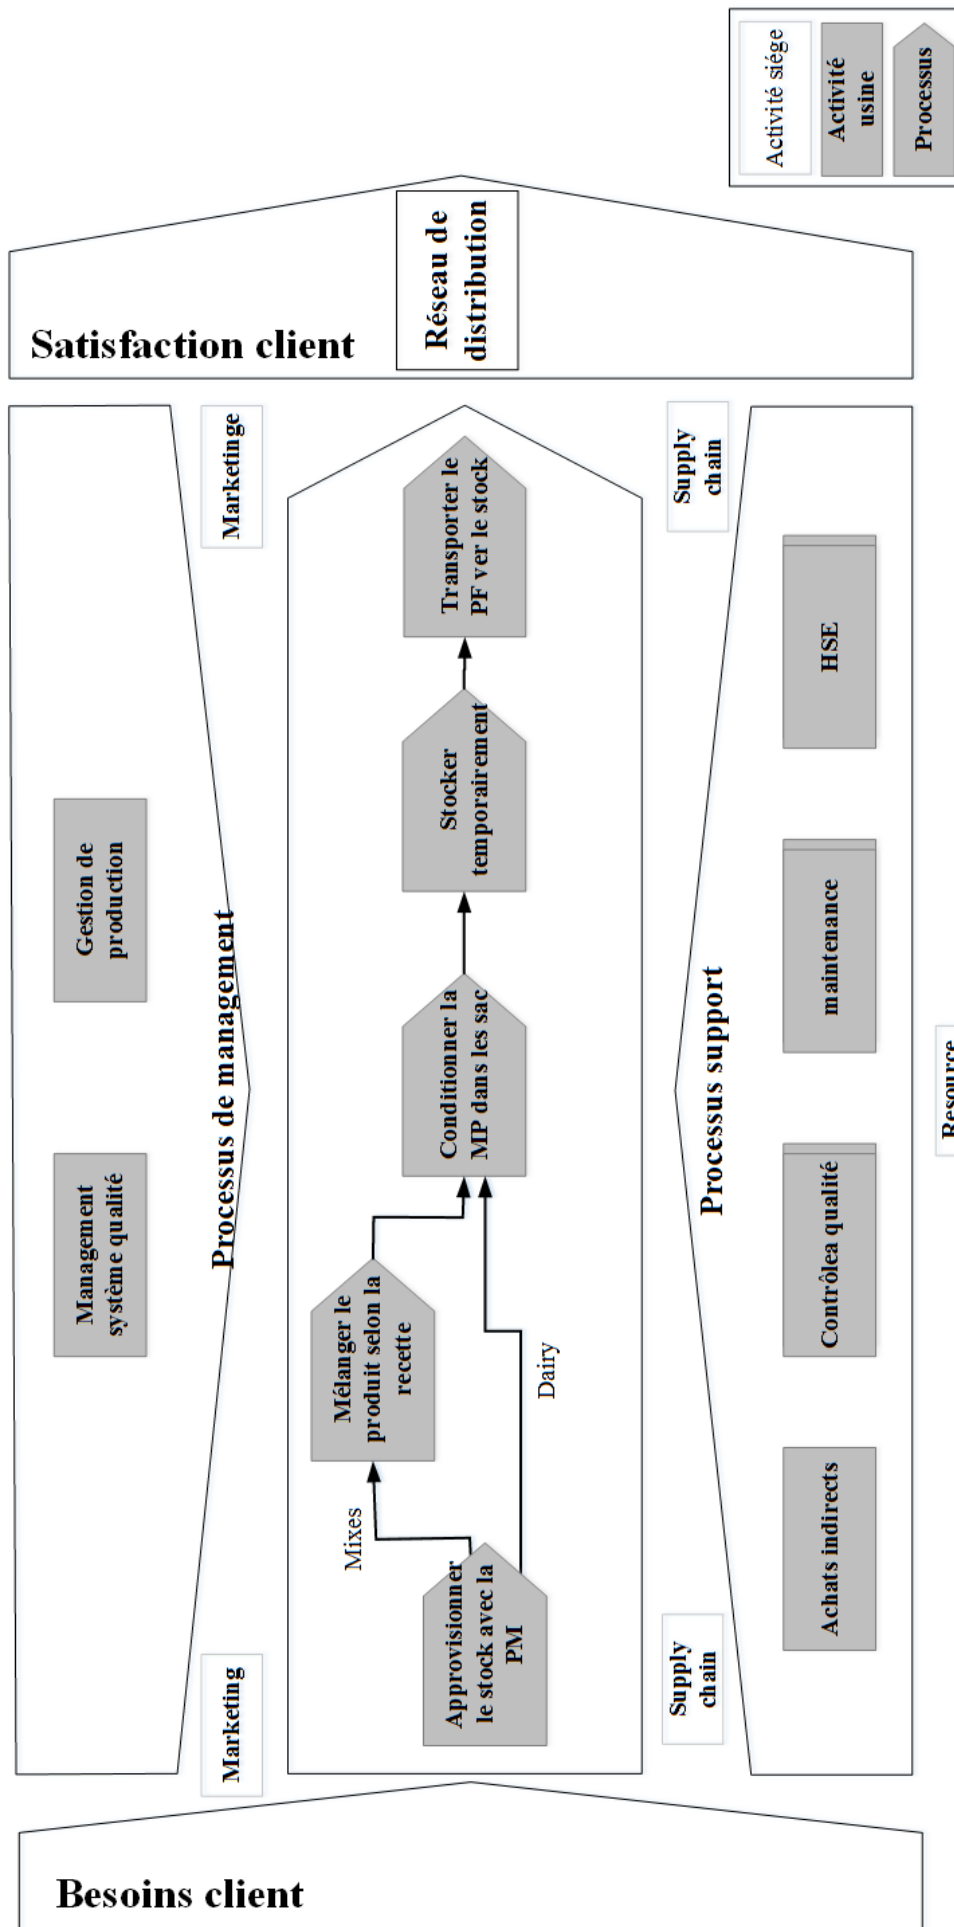 Besoins client
Marketing
Marketinge
Management
système qualité
Gestion de
production
Processus de management
Approvisionner
le stock avec la
PM
Mixes
Dairy
Mélanger le
produit selon la
recette
Conditionner la
MP dans les sac
Stocker
temporairement
Transporter le
PF ver le stock
Supply
chain
Supply
chain
Processus support
Achats indirects
Contrôlea qualité
maintenance
HSE
Resource
Satisfaction client
Réseau de
distribution
Activité siége
Activité
usine
Processus